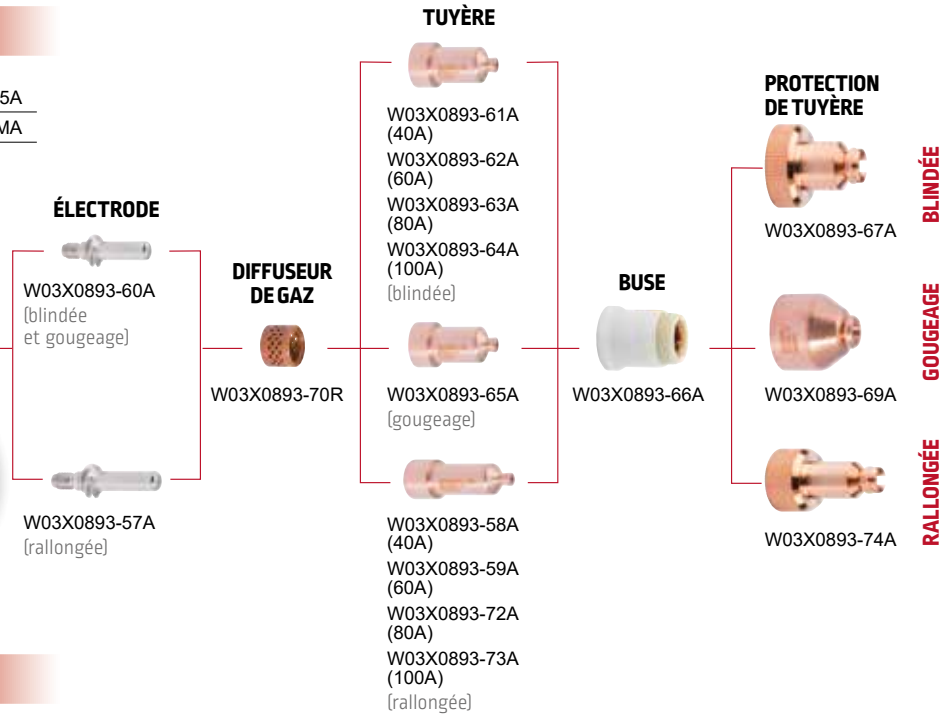 5A
MA
ÉLECTRODE
W03X0893-60A
(blindée
et gougeage)
W03X0893-57A
(rallongée)
DIFFUSEUR
DE GAZ
W03X0893-70R
TUYÈRE
W03X0893-61A
(40A)
W03X0893-62A
(60A)
W03X0893-63A
(80A)
W03X0893-64A
(100A)
(blindée)
W03X0893-65A
(gougeage)
W03X0893-58A
(40A)
W03X0893-59A
(60A)
W03X0893-72A
(80A)
W03X0893-73A
(100A)
(rallongée)
BUSE
W03X0893-66A
PROTECTION
DE TUYÈRE
W03X0893-67A
BLINDÉE
W03X0893-69A
GOUGEAGE
W03X0893-74A
RALLONGÉE